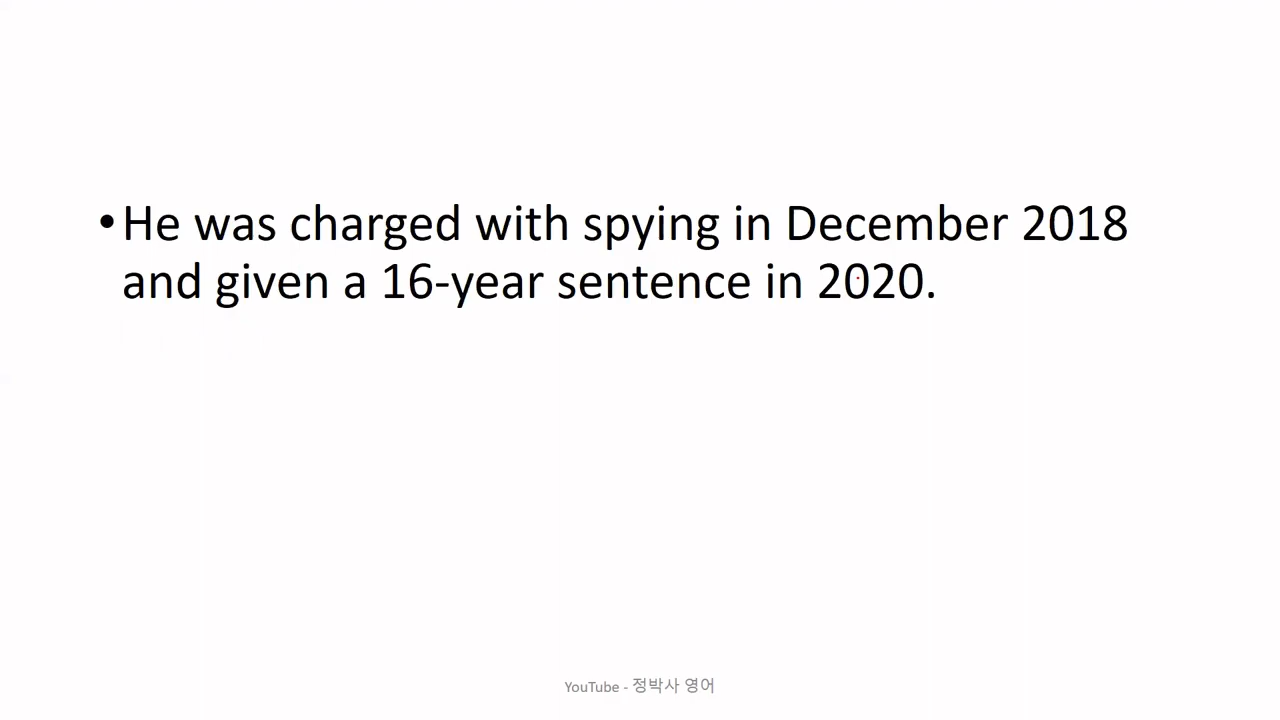 •He was charged with spying in December 2018
and given a 16-year sentence in 2020.
YouTube - 정박사 영어